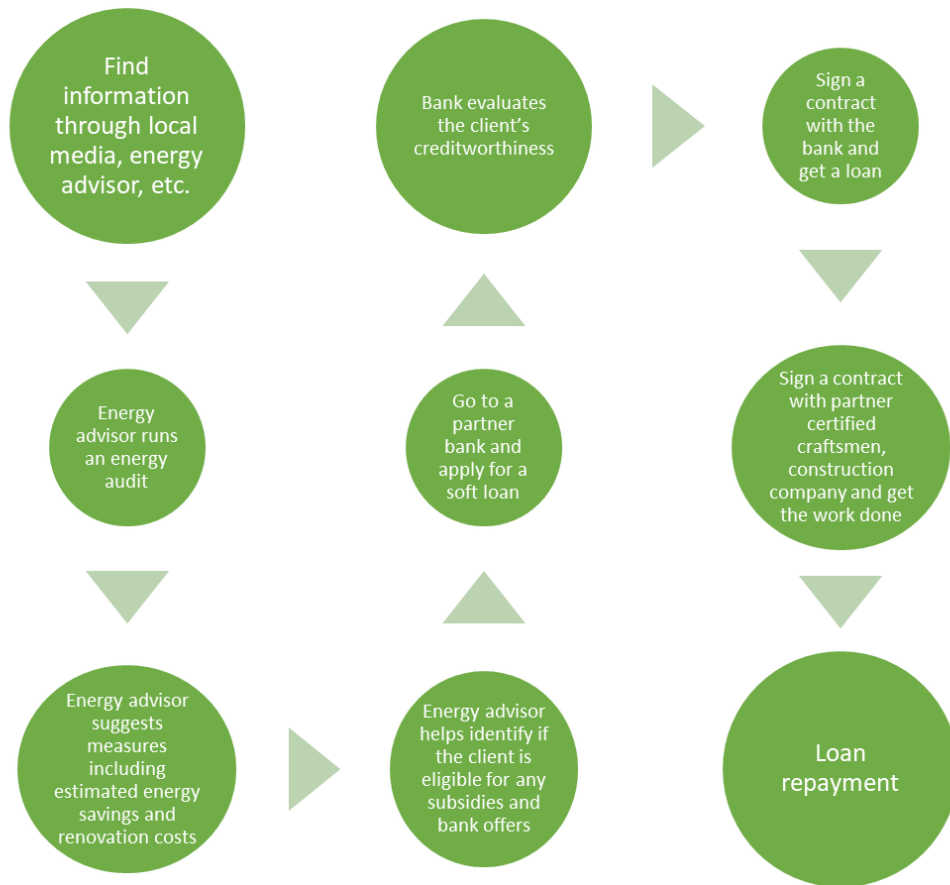 Find
information
through local
media, energy
advisor, etc.
Energy
advisor runs
an energy
audit
Energy advisor
suggests
measures
including
estimated energy
savings and
renovation costs
Energy advisor
helps identify if
the client is
eligible for any
subsidies and
bank offers
Go to a
partner
bank and
apply for a
soft loan
Bank evaluates
the client’s
creditworthiness
Sign a
contract
with the
bank and
get a loan
Sign a contract
with partner
certified
craftsmen,
construction
company and get
the work done
Loan
repayment